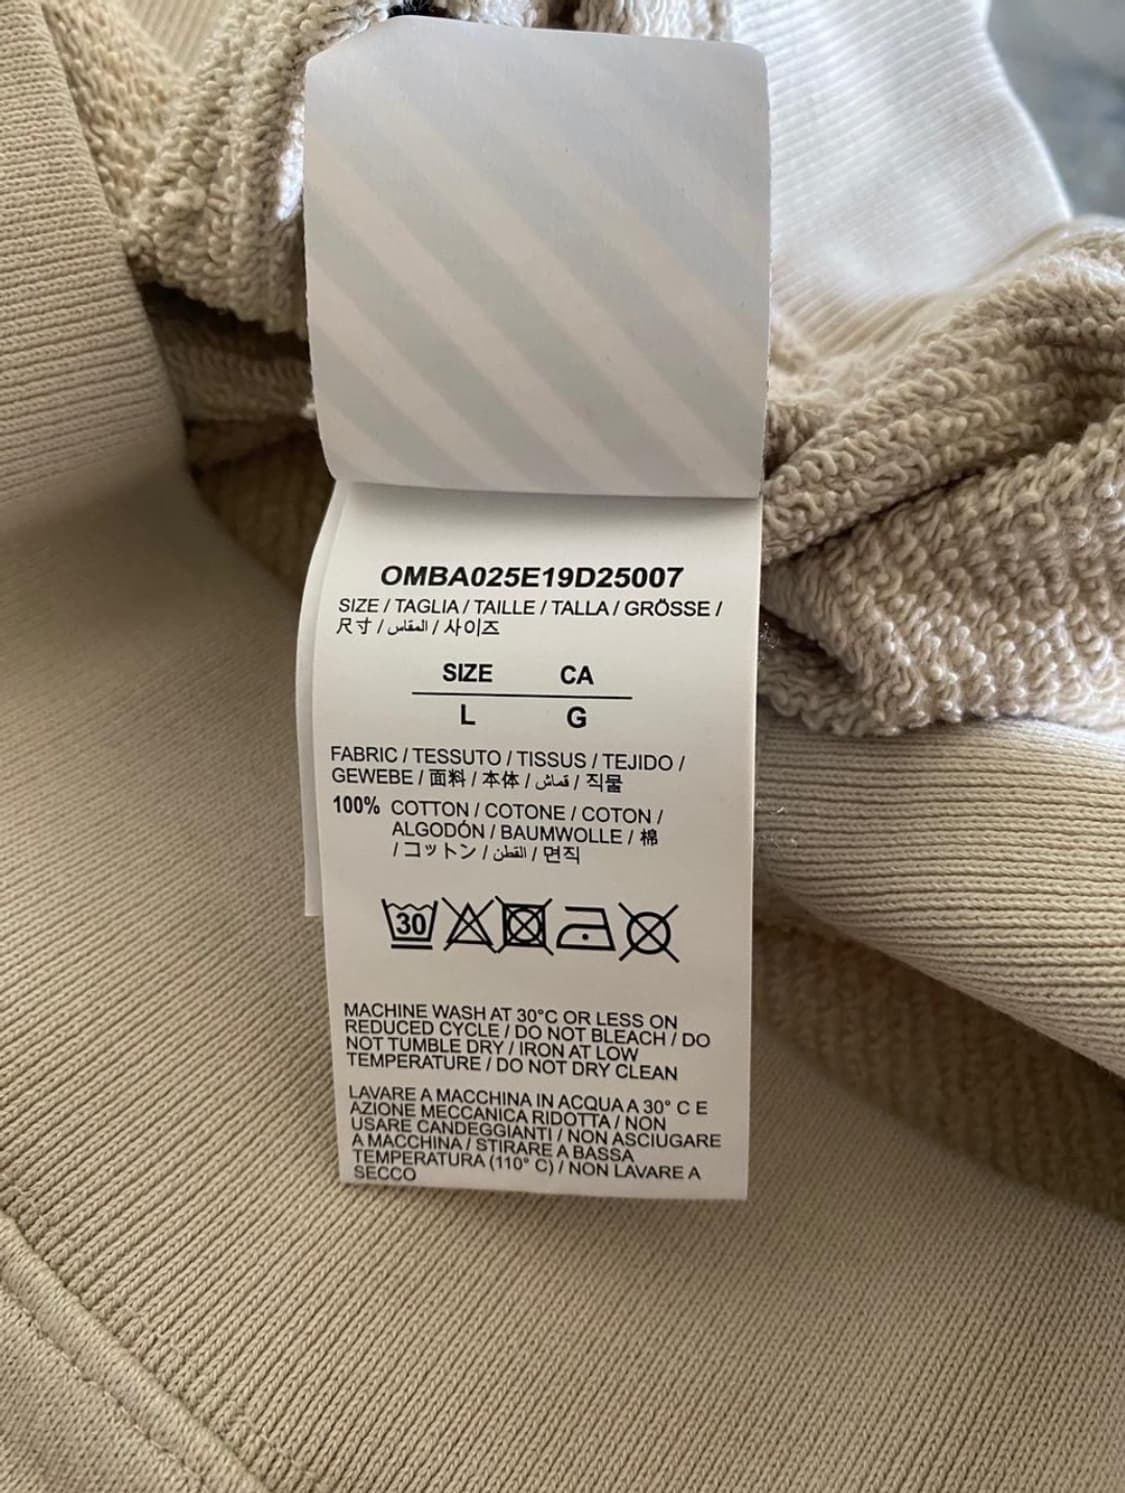 OMBA025E19D25007
SIZE / TAGLIA / TAILLE / TALLA / GRÖSSE /
尺寸 / المقاس / 사이즈
SIZE CA
L G
FABRIC / TESSUTO / TISSUS / TEJIDO /
GEWEBE / 面料 / 本体 / قماش / 직물
100% COTTON / COTONE / COTON /
ALGODÓN / BAUMWOLLE / 棉
/ コットン / القطن / 면직
30
MACHINE WASH AT 30°C OR LESS ON
REDUCED CYCLE / DO NOT BLEACH / DO
NOT TUMBLE DRY / IRON AT LOW
TEMPERATURE / DO NOT DRY CLEAN
LAVARE A MACCHINA IN ACQUA A 30° C E
AZIONE MECCANICA RIDOTTA / NON
USARE CANDEGGIANTI / NON ASCIUGARE
A MACCHINA / STIRARE A BASSA
TEMPERATURA (110° C) / NON LAVARE A
SECCO